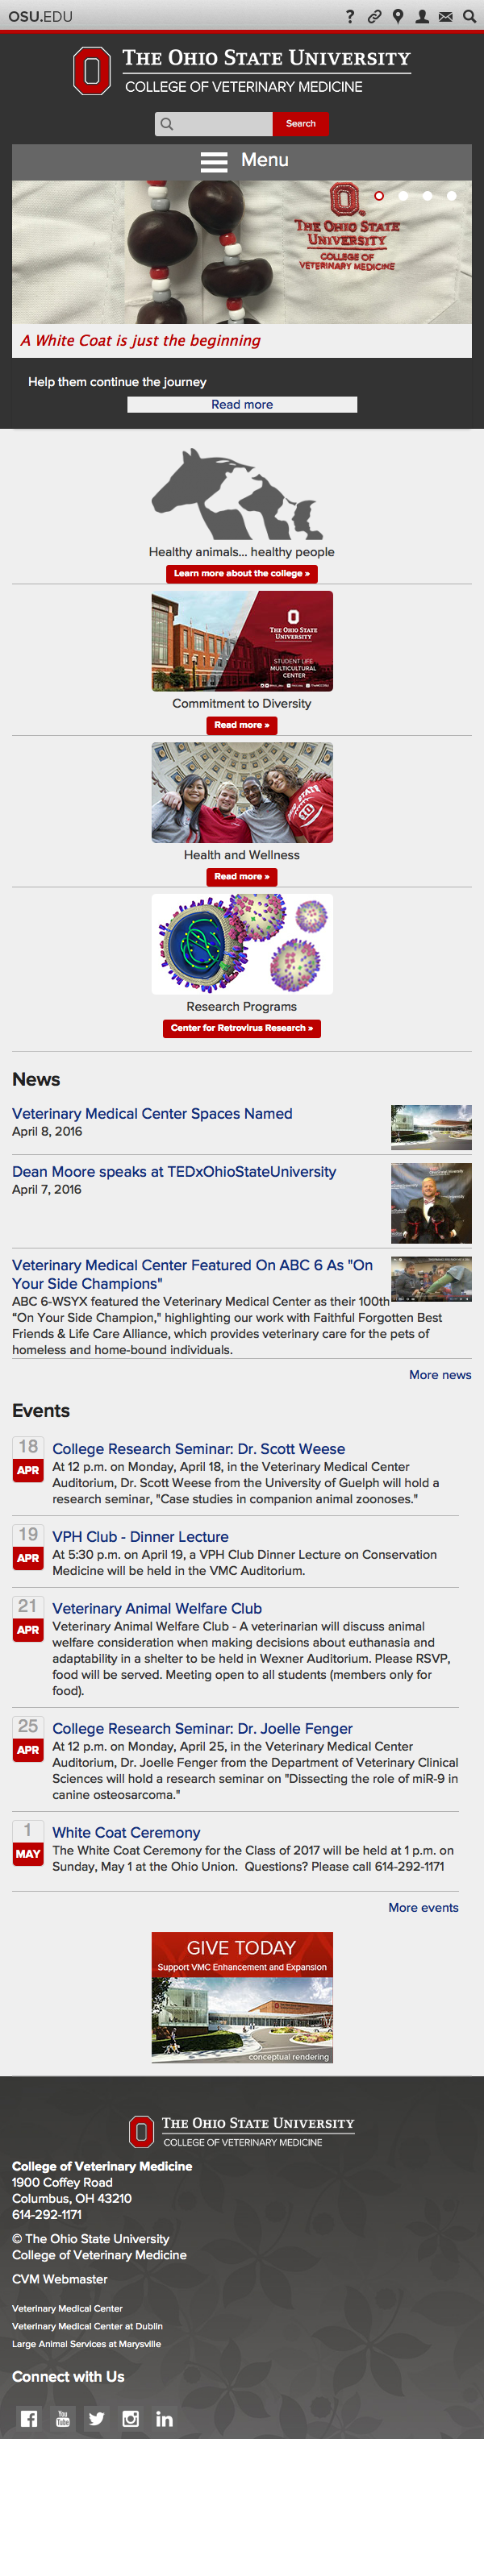 OSU.EDU
THE OHIO STATE UNIVERSITY
COLLEGE OF VETERINARY MEDICINE
Search
Menu
THE OHIO STATE
UNIVERSITY
COLLEGE OF
VETERINARY MEDICINE
A White Coat is just the beginning
Help them continue the journey
Read more
Healthy animals... healthy people
Learn more about the college »
THE OHIO STATE
UNIVERSITY
STUDENT LIFE
MULTICULTURAL
CENTER
Commitment to Diversity
Read more »
Health and Wellness
Read more »
Research Programs
Center for Retrovirus Research »
News
Veterinary Medical Center Spaces Named
April 8, 2016
Dean Moore speaks at TEDxOhioStateUniversity
April 7, 2016
Veterinary Medical Center Featured On ABC 6 As "On
Your Side Champions"
ABC 6-WSYX featured the Veterinary Medical Center as their 100th
“On Your Side Champion," highlighting our work with Faithful Forgotten Best
Friends & Life Care Alliance, which provides veterinary care for the pets of
homeless and home-bound individuals.
More news
Events
18
APR
College Research Seminar: Dr. Scott Weese
At 12 p.m. on Monday, April 18, in the Veterinary Medical Center
Auditorium, Dr. Scott Weese from the University of Guelph will hold a
research seminar, "Case studies in companion animal zoonoses."
19
APR
VPH Club - Dinner Lecture
At 5:30 p.m. on April 19, a VPH Club Dinner Lecture on Conservation
Medicine will be held in the VMC Auditorium.
21
APR
Veterinary Animal Welfare Club
Veterinary Animal Welfare Club - A veterinarian will discuss animal
welfare consideration when making decisions about euthanasia and
adaptability in a shelter to be held in Wexner Auditorium. Please RSVP,
food will be served. Meeting open to all students (members only for
food).
25
APR
College Research Seminar: Dr. Joelle Fenger
At 12 p.m. on Monday, April 25, in the Veterinary Medical Center
Auditorium, Dr. Joelle Fenger from the Department of Veterinary Clinical
Sciences will hold a research seminar on "Dissecting the role of miR-9 in
canine osteosarcoma."
1
MAY
White Coat Ceremony
The White Coat Ceremony for the Class of 2017 will be held at 1 p.m. on
Sunday, May 1 at the Ohio Union.  Questions? Please call 614-292-1171
More events
GIVE TODAY
Support VMC Enhancement and Expansion
conceptual rendering
THE OHIO STATE UNIVERSITY
COLLEGE OF VETERINARY MEDICINE
College of Veterinary Medicine
1900 Coffey Road
Columbus, OH 43210
614-292-1171
© The Ohio State University
College of Veterinary Medicine
CVM Webmaster
Veterinary Medical Center
Veterinary Medical Center at Dublin
Large Animal Services at Marysville
Connect with Us